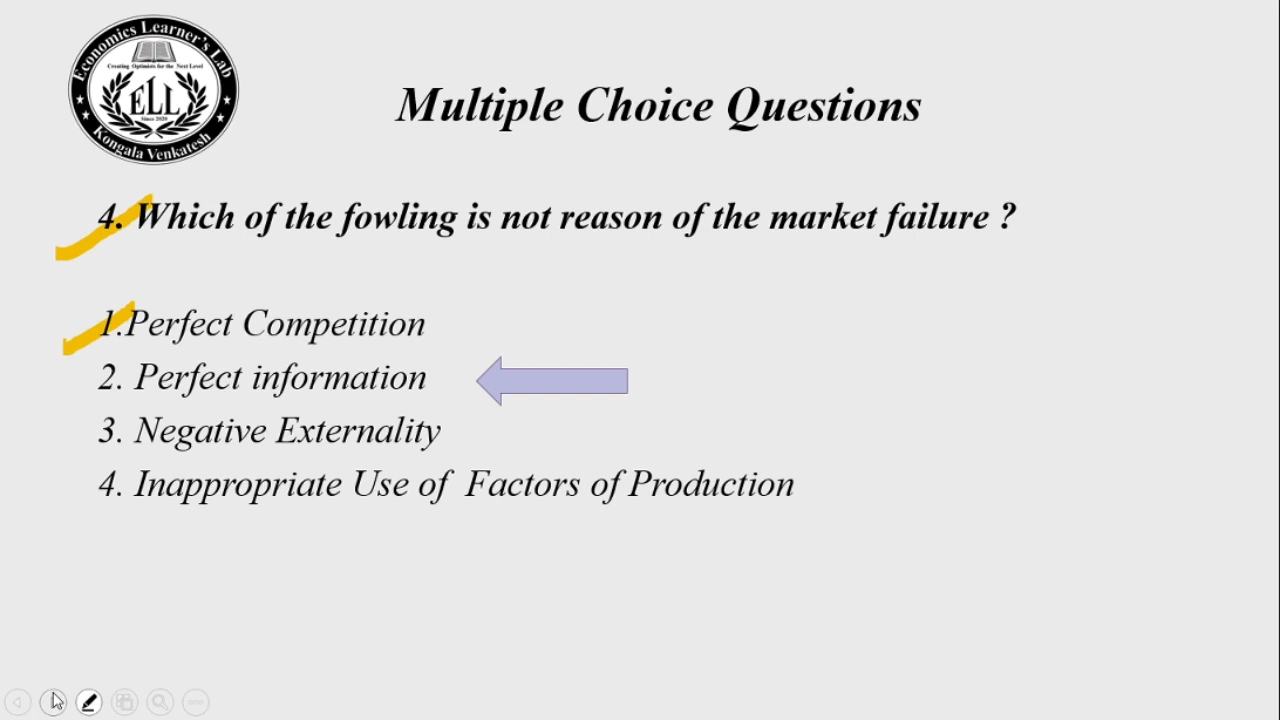 Economics Learner's Lab
Creating Optimists for the Next Level
ELL
Since 2020
Kongala Venkatesh
Multiple Choice Questions
4. Which of the fowling is not reason of the market failure ?
1.Perfect Competition
2. Perfect information
3. Negative Externality
4. Inappropriate Use of Factors of Production